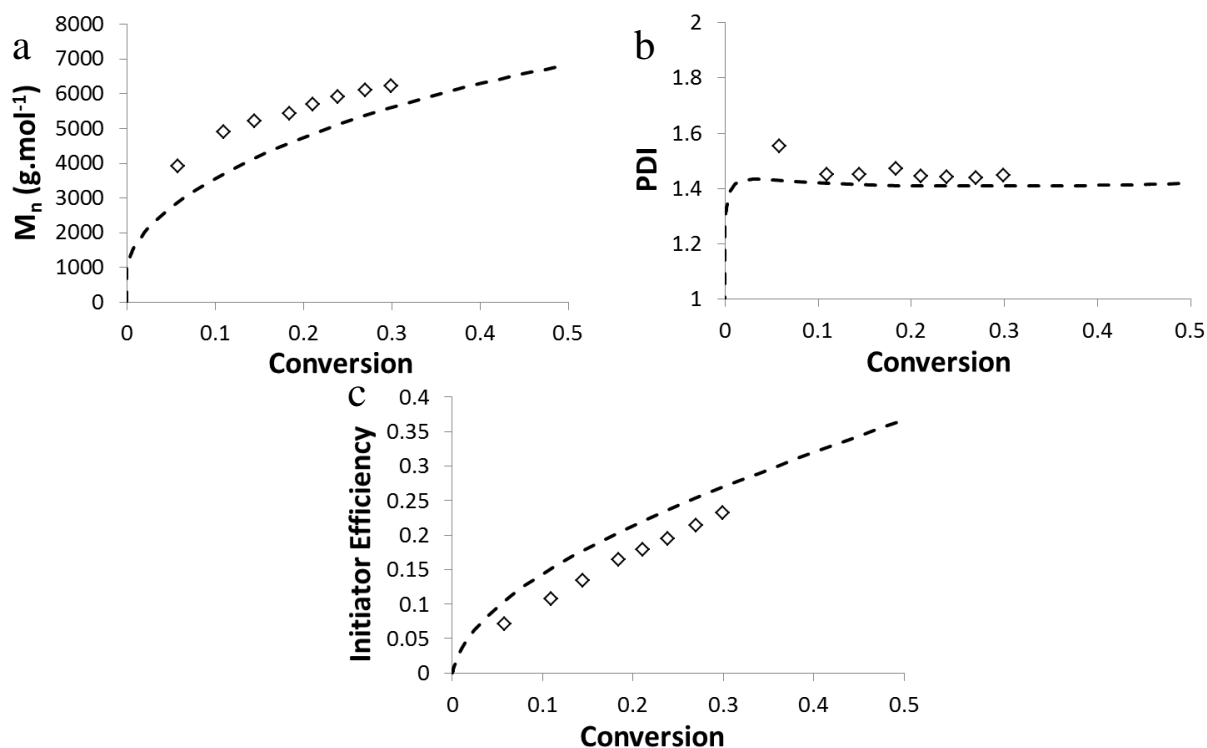 a
8000
7000
6000
5000
4000
3000
2000
1000
0
Mn (g.mol-1)
0 0.1 0.2 0.3 0.4 0.5
Conversion
b
2
1.8
1.6
1.4
1.2
1
PDI
0 0.1 0.2 0.3 0.4 0.5
Conversion
c
0.4
0.35
0.3
0.25
0.2
0.15
0.1
0.05
0
Initiator Efficiency
0 0.1 0.2 0.3 0.4 0.5
Conversion